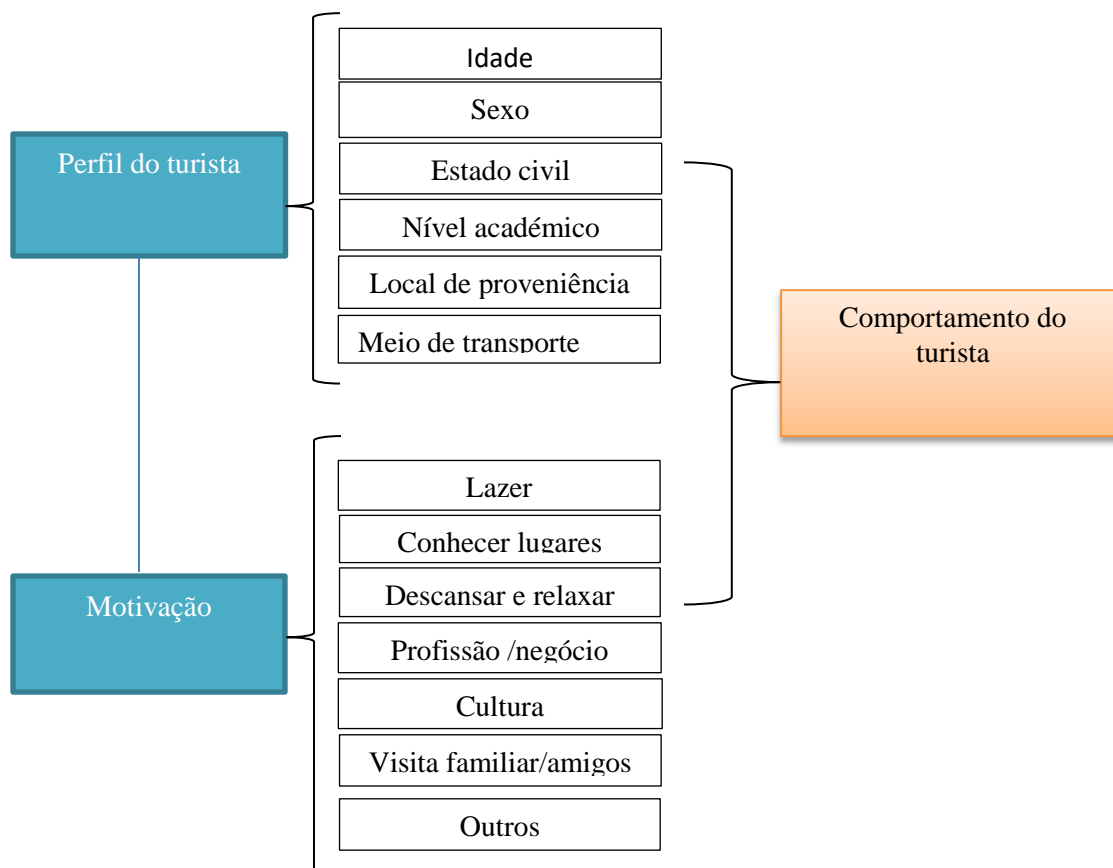 Perfil do turista
Idade
Sexo
Estado civil
Nível académico
Local de proveniência
Meio de transporte
Motivação
Lazer
Conhecer lugares
Descansar e relaxar
Profissão /negócio
Cultura
Visita familiar/amigos
Outros
Comportamento do
turista